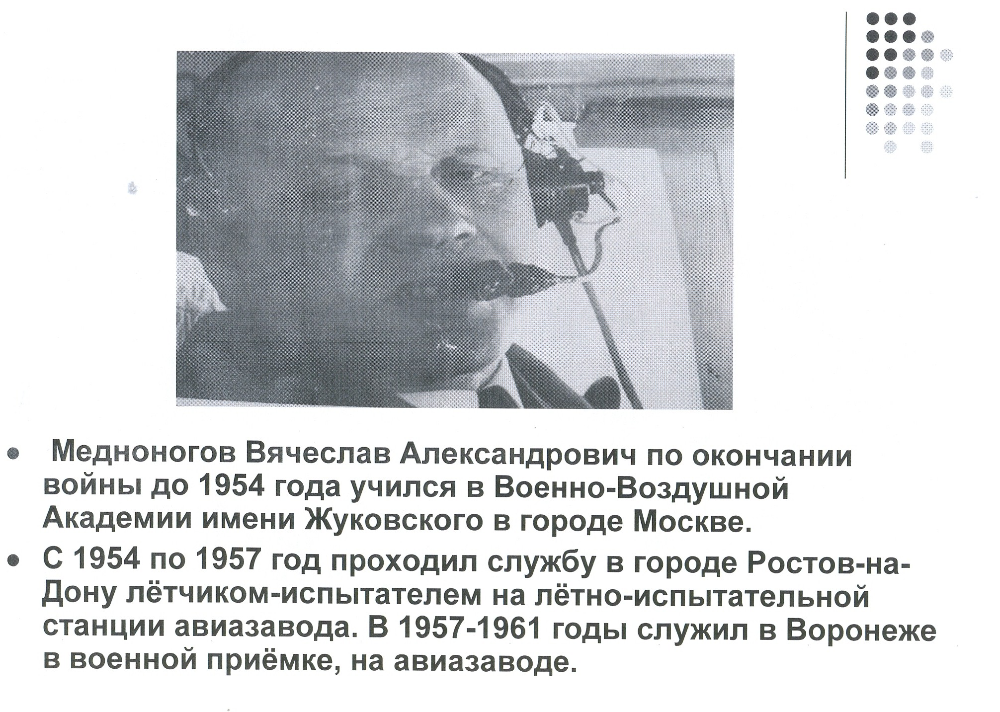 • Медноногов Вячеслав Александрович по окончании
войны до 1954 года учился в Военно-Воздушной
Академии имени Жуковского в городе Москве.
• С 1954 по 1957 год проходил службу в городе Ростов-на-
Дону лётчиком-испытателем на лётно-испытательной
станции авиазавода. В 1957-1961 годы служил в Воронеже
в военной приёмке, на авиазаводе.